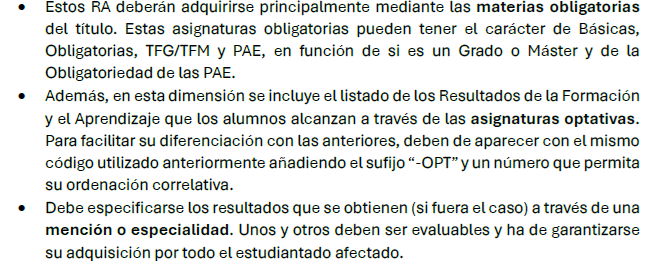 • Estos RA deberán adquirirse principalmente mediante las materias obligatorias
del título. Estas asignaturas obligatorias pueden tener el carácter de Básicas,
Obligatorias, TFG/TFM y PAE, en función de si es un Grado o Máster y de la
Obligatoriedad de las PAE.
• Además, en esta dimensión se incluye el listado de los Resultados de la Formación
y el Aprendizaje que los alumnos alcanzan a través de las asignaturas optativas.
Para facilitar su diferenciación con las anteriores, deben de aparecer con el mismo
código utilizado anteriormente añadiendo el sufijo “-OPT” y un número que permita
su ordenación correlativa.
• Debe especificarse los resultados que se obtienen (si fuera el caso) a través de una
mención o especialidad. Unos y otros deben ser evaluables y ha de garantizarse
su adquisición por todo el estudiantado afectado.